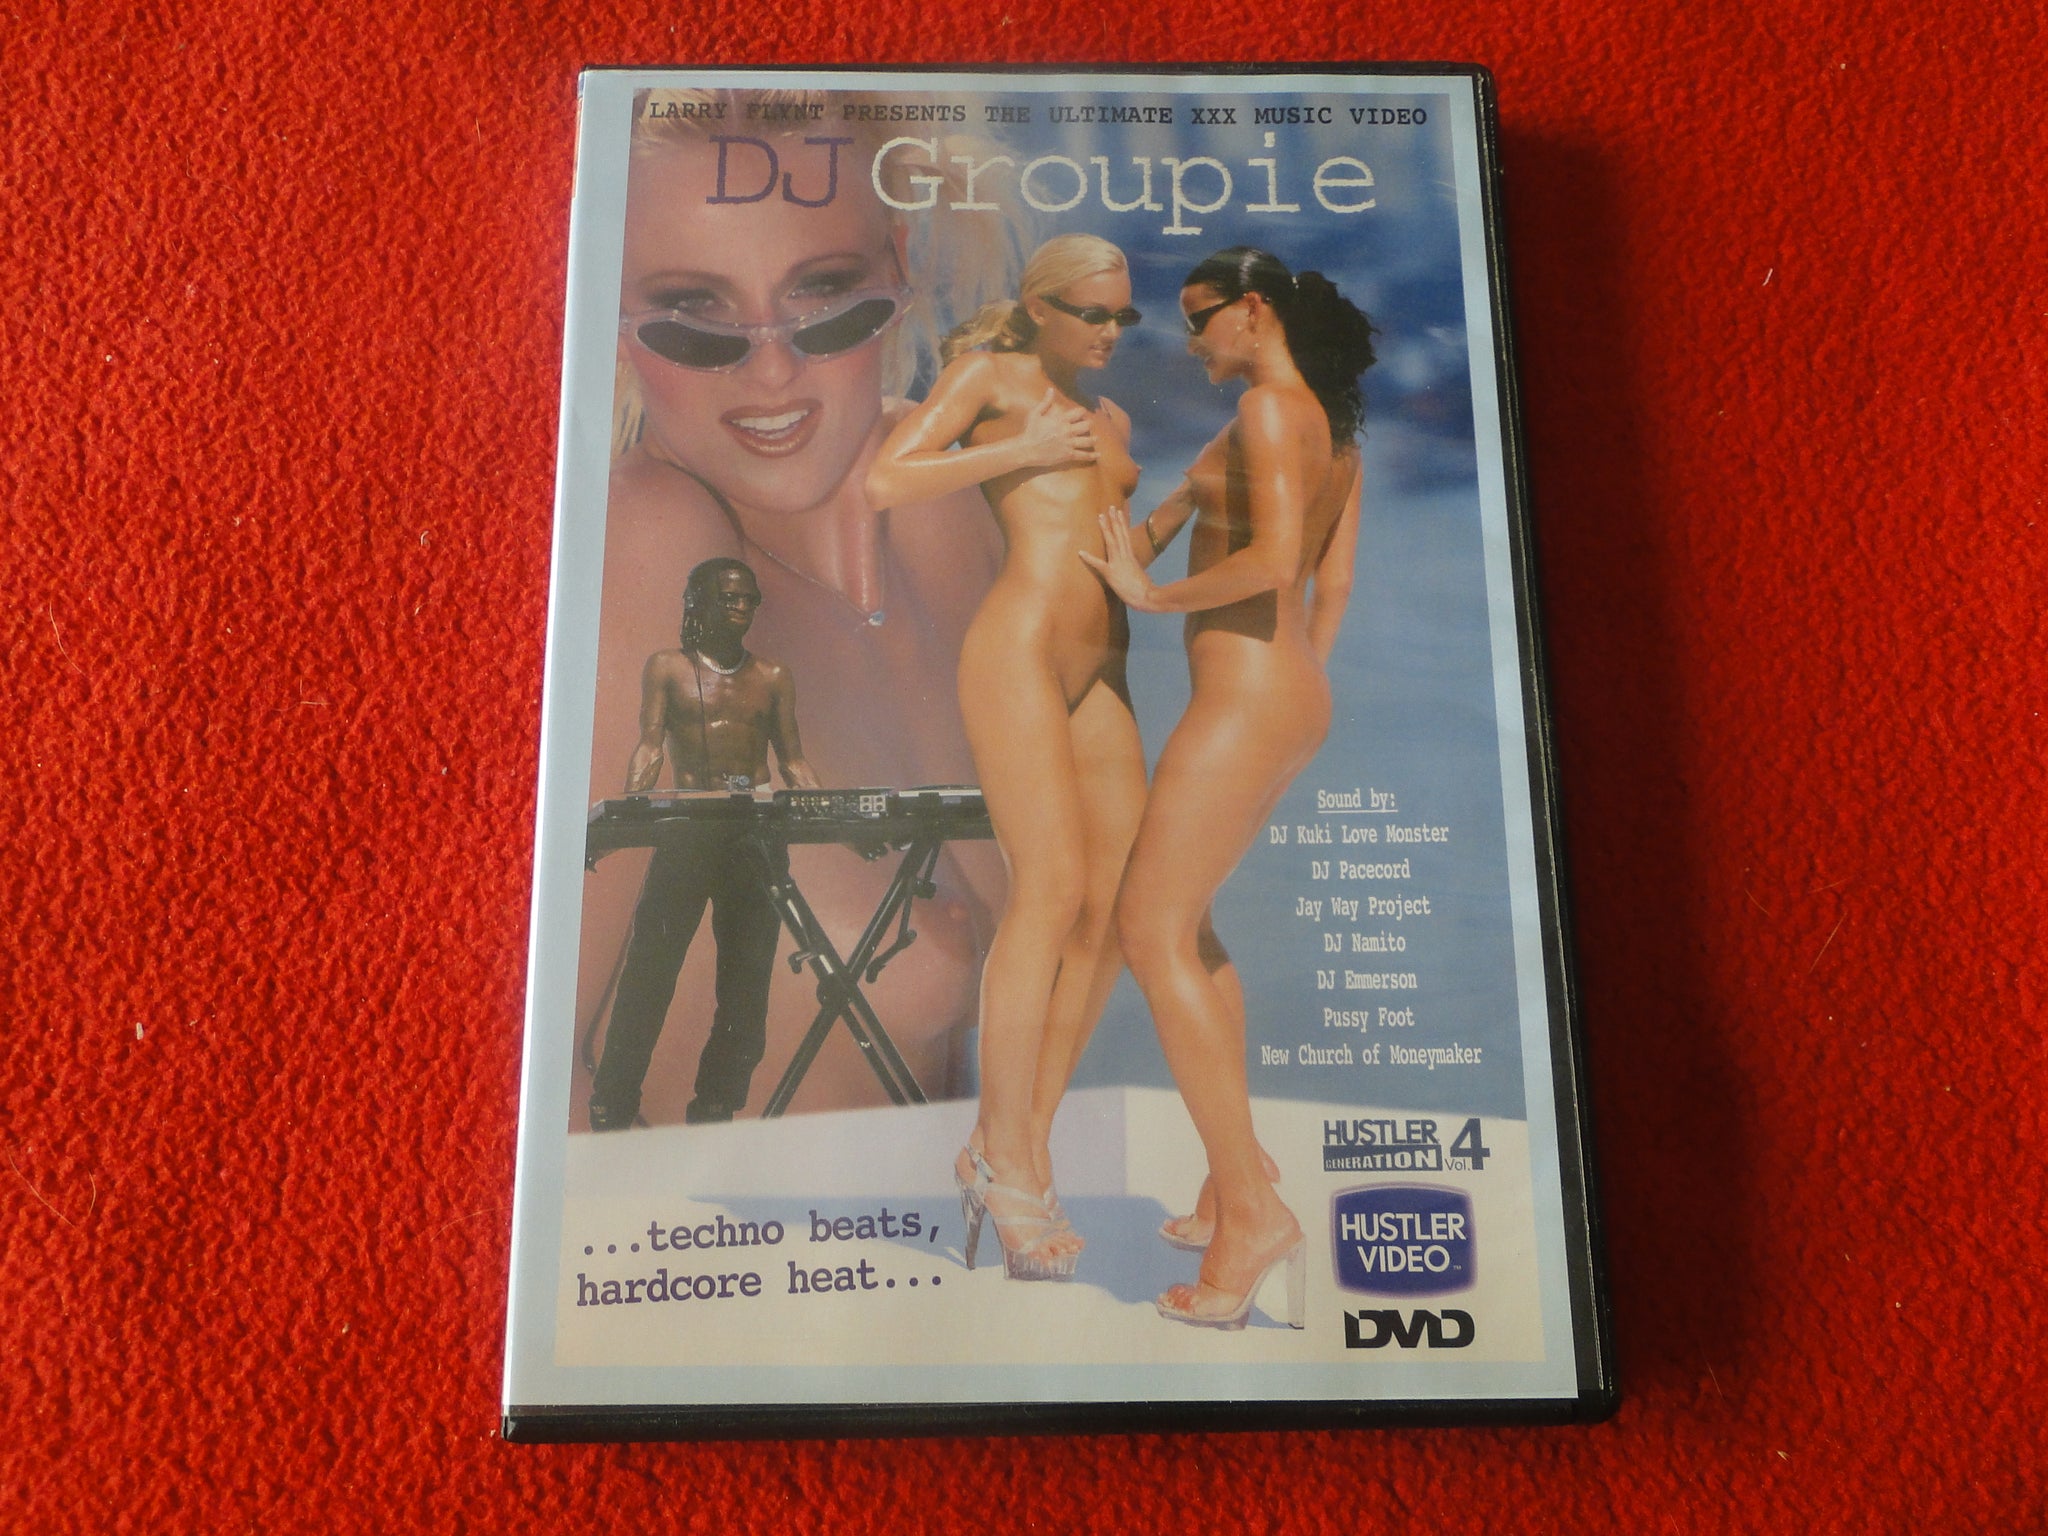 LARRY FLYNT PRESENTS THE ULTIMATE XXX MUSIC VIDEO
DJ Groupie
Sound by:
DJ Kuki Love Monster
DJ Pacecord
Jay Way Project
DJ Namito
DJ Emmerson
Pussy Foot
New Church of Moneymaker
HUSTLER
GENERATION Vol. 4
...techno beats,
hardcore heat...
HUSTLER
VIDEO™
DVD